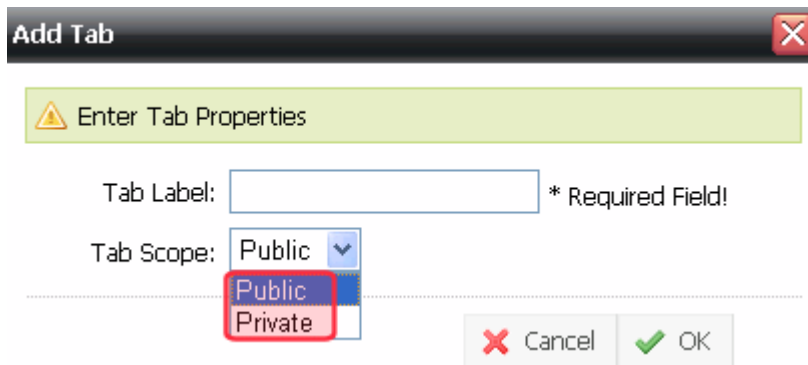 Add Tab
Enter Tab Properties
Tab Label: * Required Field!
Tab Scope: Public
Public
Private
Cancel OK